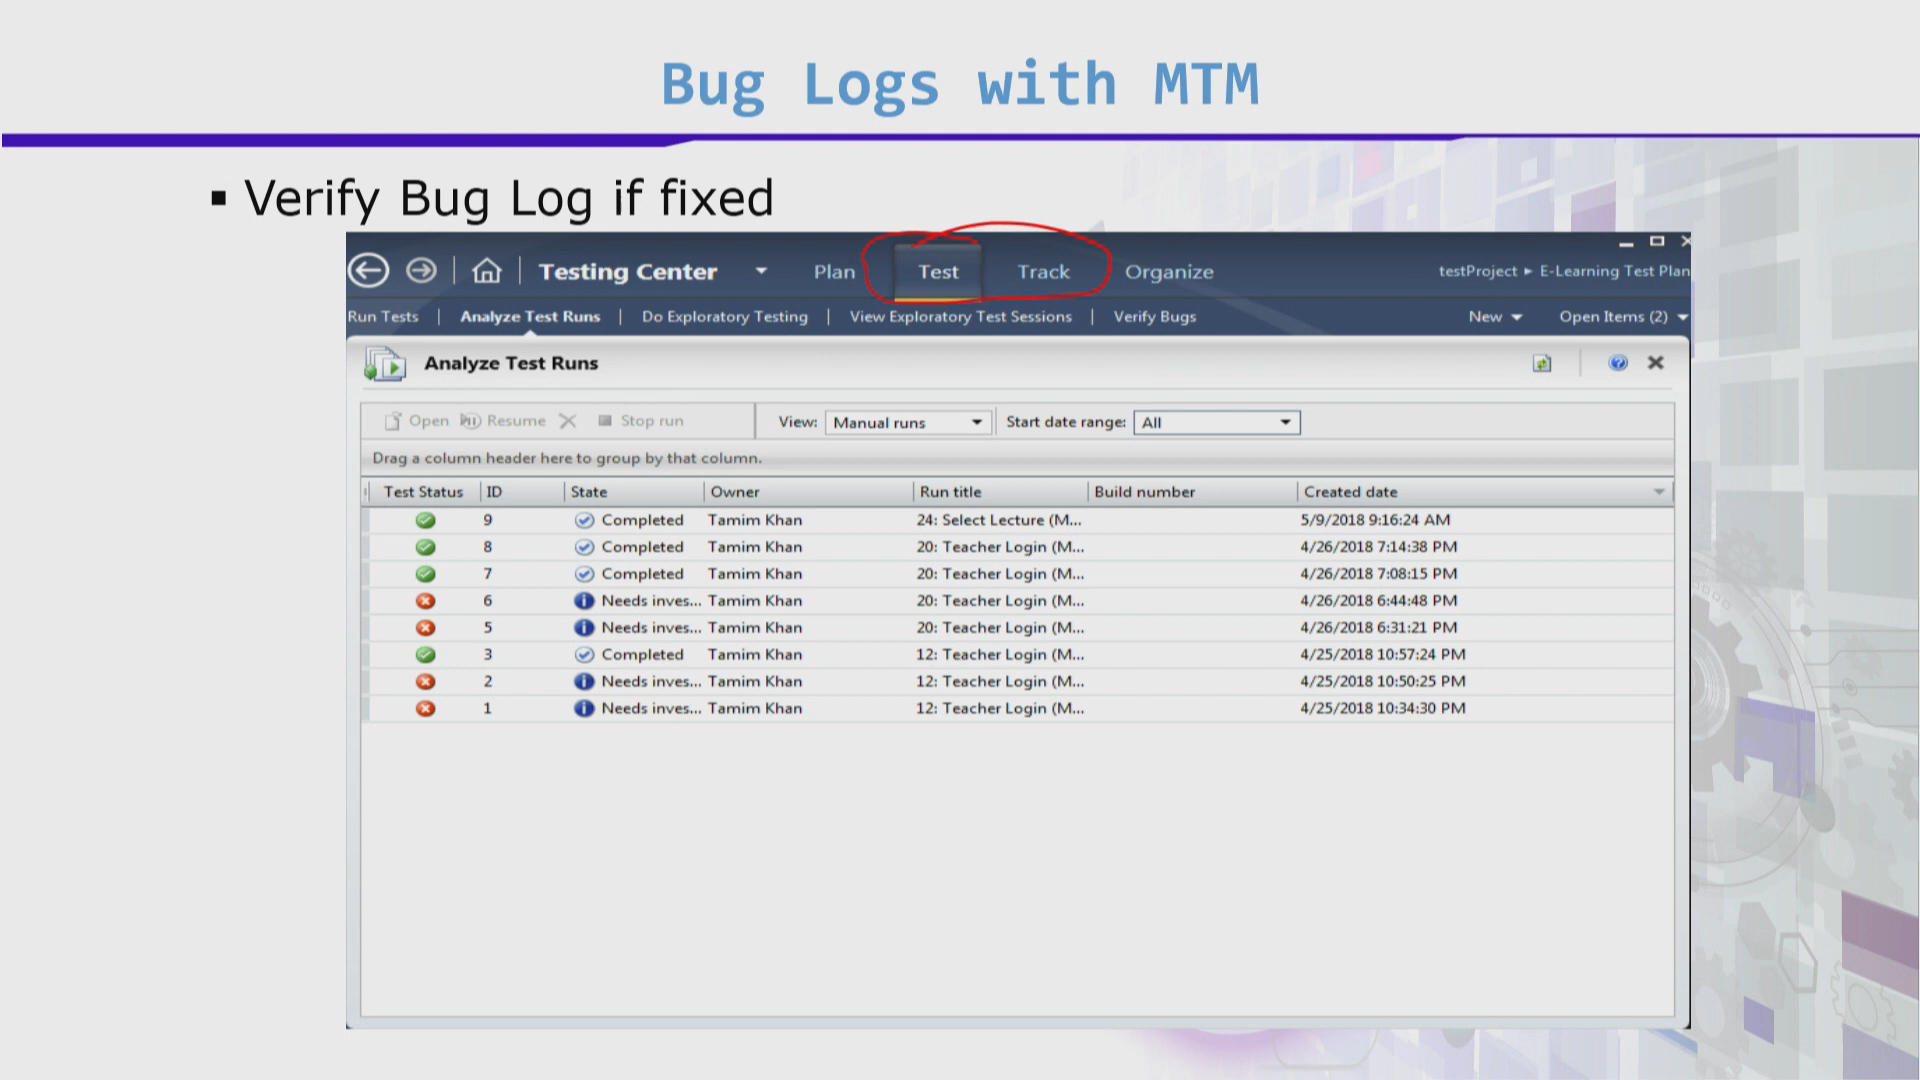 Bug Logs with MTM
▪ Verify Bug Log if fixed
Testing Center Plan Test Track Organize testProject ▸ E-Learning Test Plan
Run Tests | Analyze Test Runs | Do Exploratory Testing | View Exploratory Test Sessions | Verify Bugs New Open Items (2)
Analyze Test Runs
Open Resume Stop run View: Manual runs Start date range: All
Drag a column header here to group by that column.
Test Status ID State Owner Run title Build number Created date
9 Completed Tamim Khan 24: Select Lecture (M... 5/9/2018 9:16:24 AM
8 Completed Tamim Khan 20: Teacher Login (M... 4/26/2018 7:14:38 PM
7 Completed Tamim Khan 20: Teacher Login (M... 4/26/2018 7:08:15 PM
6 Needs inves... Tamim Khan 20: Teacher Login (M... 4/26/2018 6:44:48 PM
5 Needs inves... Tamim Khan 20: Teacher Login (M... 4/26/2018 6:31:21 PM
3 Completed Tamim Khan 12: Teacher Login (M... 4/25/2018 10:57:24 PM
2 Needs inves... Tamim Khan 12: Teacher Login (M... 4/25/2018 10:50:25 PM
1 Needs inves... Tamim Khan 12: Teacher Login (M... 4/25/2018 10:34:30 PM